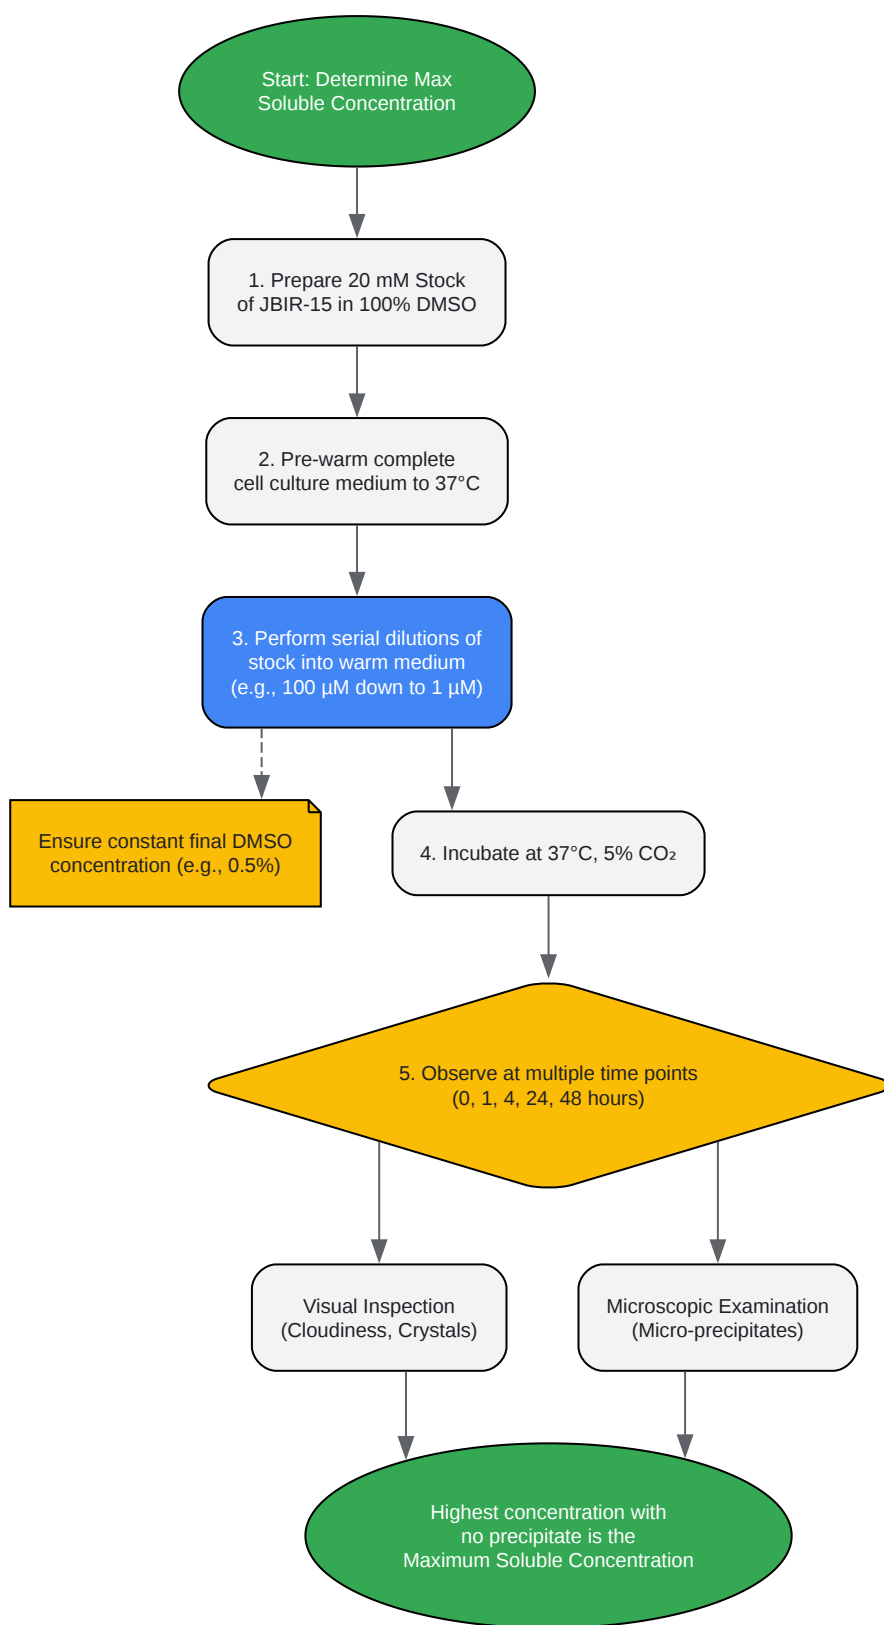 Start: Determine Max
Soluble Concentration
1. Prepare 20 mM Stock
of JBIR-15 in 100% DMSO
2. Pre-warm complete
cell culture medium to 37°C
3. Perform serial dilutions of
stock into warm medium
(e.g., 100 µM down to 1 µM)
Ensure constant final DMSO
concentration (e.g., 0.5%)
4. Incubate at 37°C, 5% CO₂
5. Observe at multiple time points
(0, 1, 4, 24, 48 hours)
Visual Inspection
(Cloudiness, Crystals)
Microscopic Examination
(Micro-precipitates)
Highest concentration with
no precipitate is the
Maximum Soluble Concentration